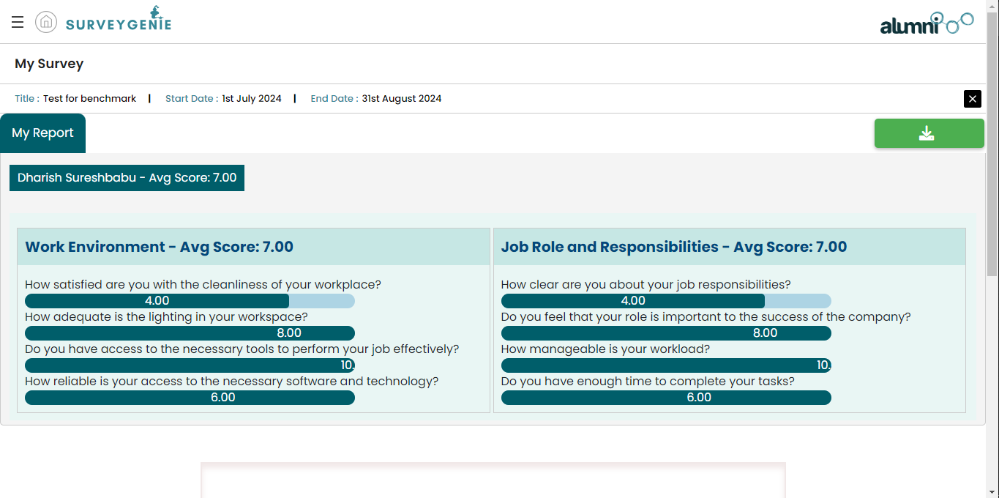 SURVEYGENIE
alumni
My Survey
Title : Test for benchmark | Start Date : 1st July 2024 | End Date : 31st August 2024
My Report
Dharish Sureshbabu - Avg Score: 7.00
Work Environment - Avg Score: 7.00
How satisfied are you with the cleanliness of your workplace?
4.00
How adequate is the lighting in your workspace?
8.00
Do you have access to the necessary tools to perform your job effectively?
10.
How reliable is your access to the necessary software and technology?
6.00
Job Role and Responsibilities - Avg Score: 7.00
How clear are you about your job responsibilities?
4.00
Do you feel that your role is important to the success of the company?
8.00
How manageable is your workload?
10.
Do you have enough time to complete your tasks?
6.00